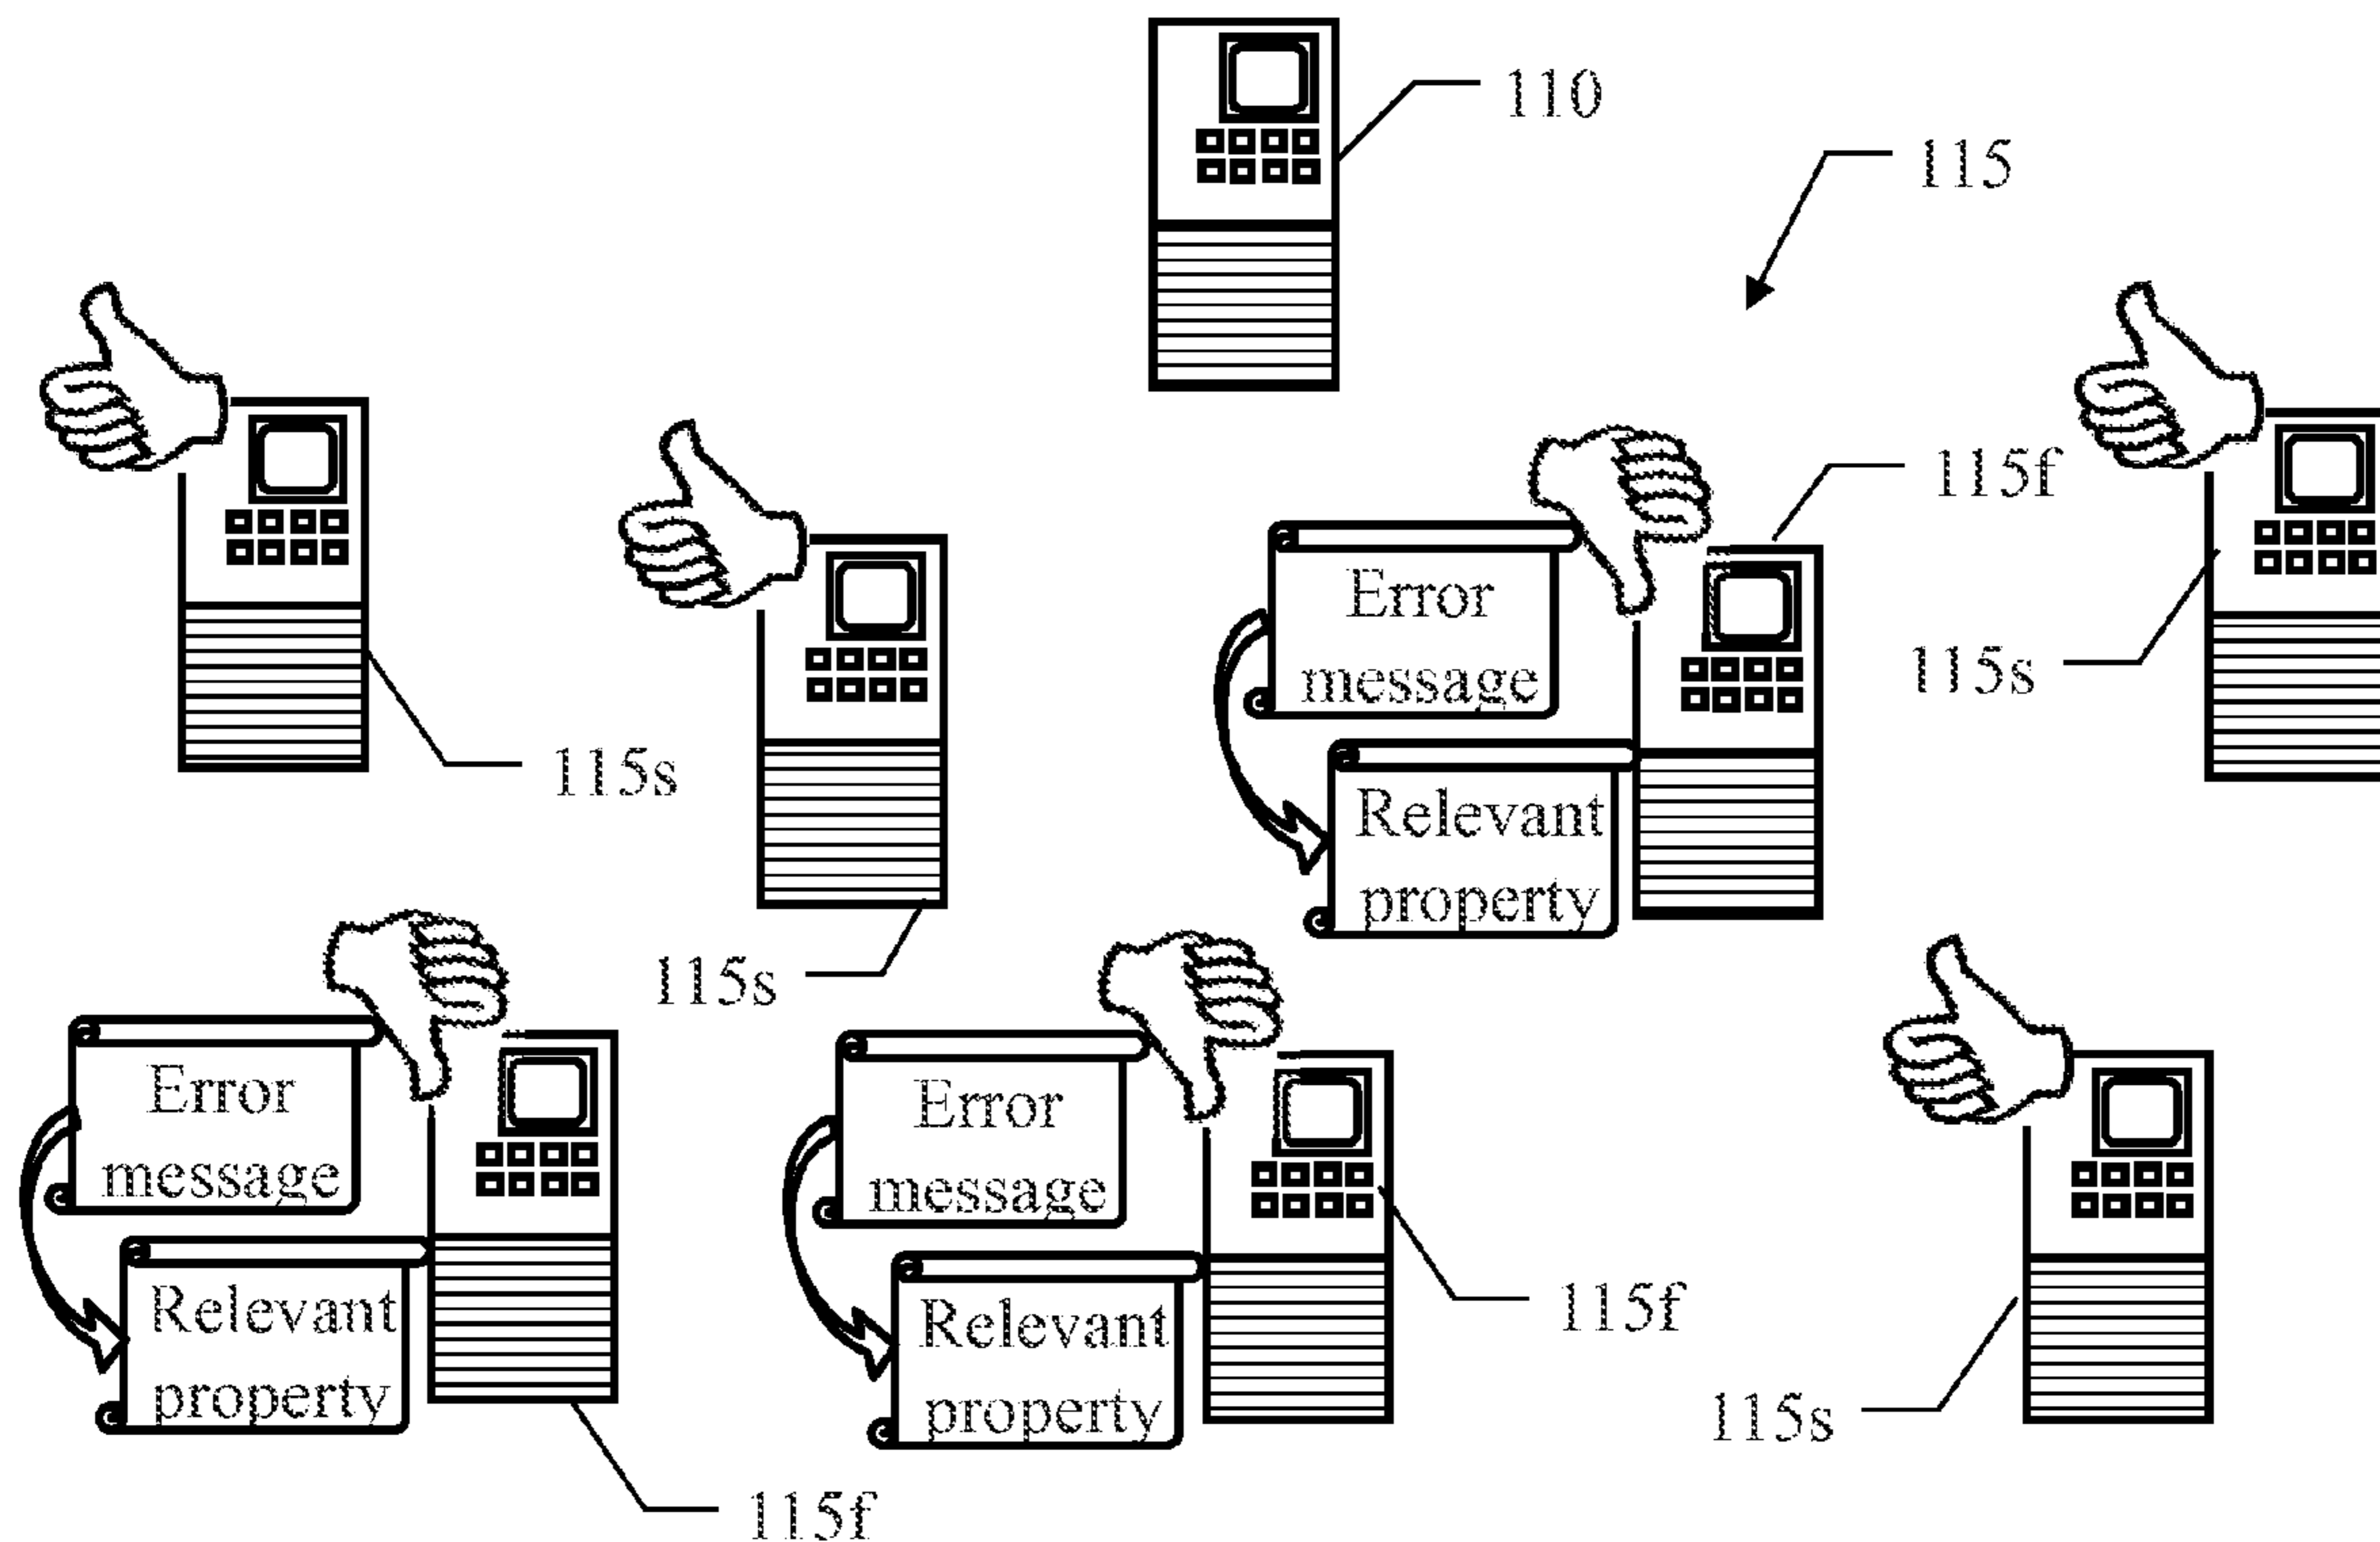 110
115
115f
Error
message
115s
115s
Relevant
property
115s
Error
message
Error
message
Relevant
property
Relevant
property
115f
115s
115f